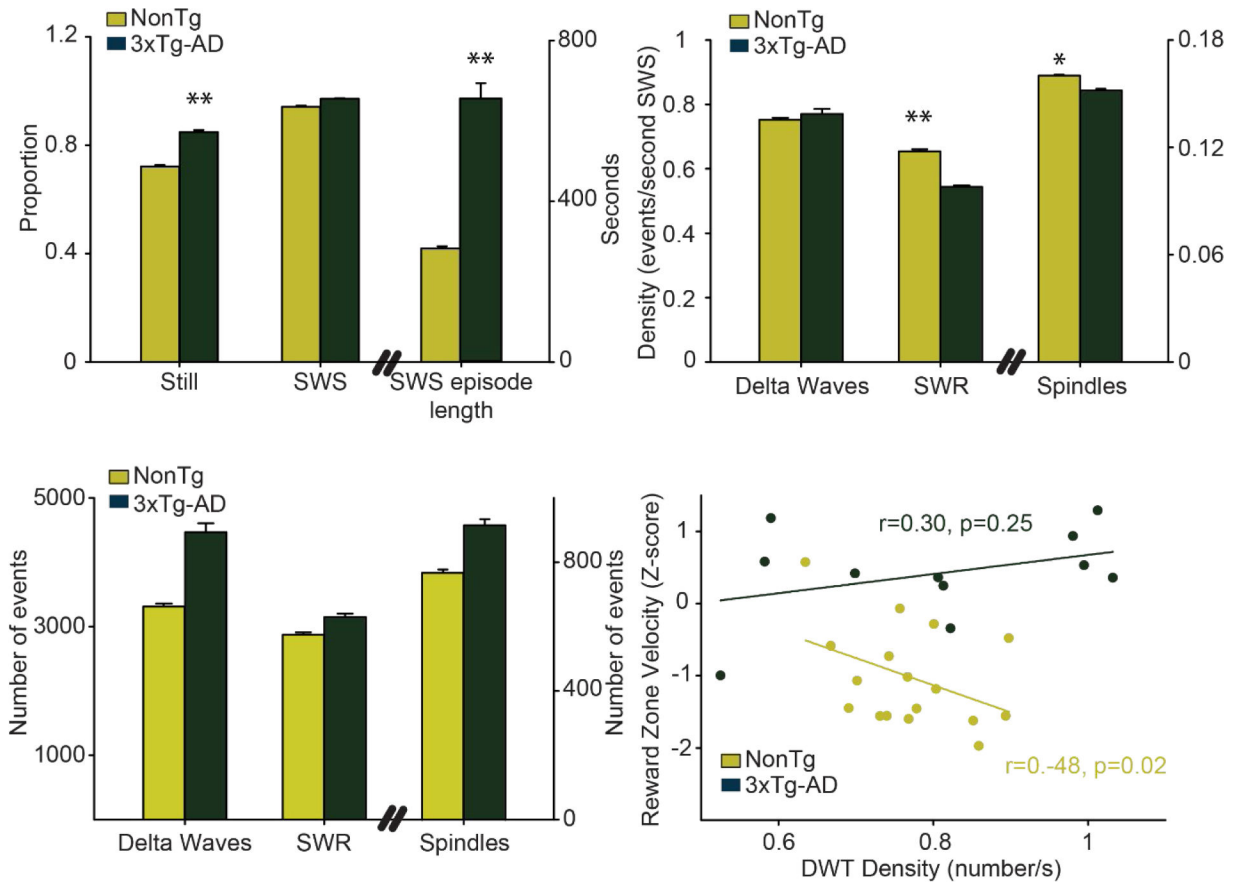 NonTg
3xTg-AD
1.2
0.8
0.4
0
Proportion
**
**
800
400
0
Seconds
Still
SWS
SWS episode
length
NonTg
3xTg-AD
1
0.8
0.6
0.4
0.2
0
Density (events/second SWS)
**
*
0.18
0.12
0.06
0
Delta Waves
SWR
Spindles
NonTg
3xTg-AD
5000
3000
1000
Number of events
800
400
0
Number of events
Delta Waves
SWR
Spindles
Reward Zone Velocity (Z-score)
1
0
-1
-2
r=0.30, p=0.25
r=0.-48, p=0.02
NonTg
3xTg-AD
0.6
0.8
1
DWT Density (number/s)